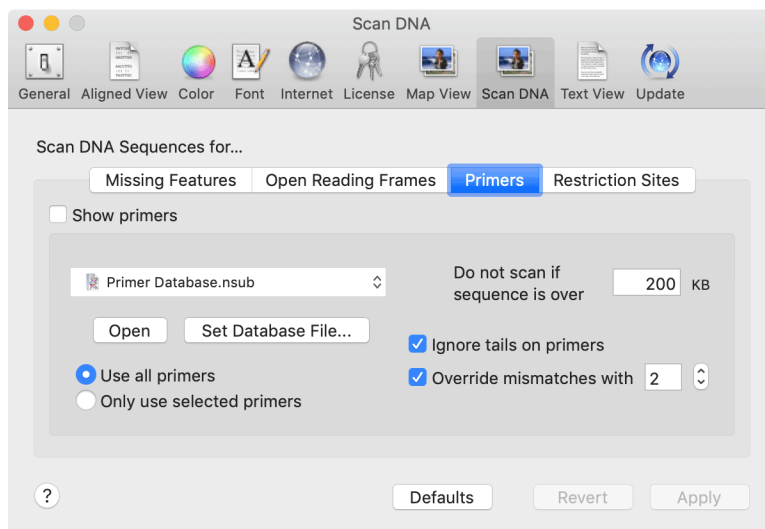 Scan DNA
General Aligned View Color Font Internet License Map View Scan DNA Text View Update
Scan DNA Sequences for...
Missing Features Open Reading Frames Primers Restriction Sites
Show primers
Primer Database.nsub
Do not scan if
sequence is over
200 KB
Open Set Database File...
Ignore tails on primers
Use all primers
Override mismatches with 2
Only use selected primers
? Defaults Revert Apply